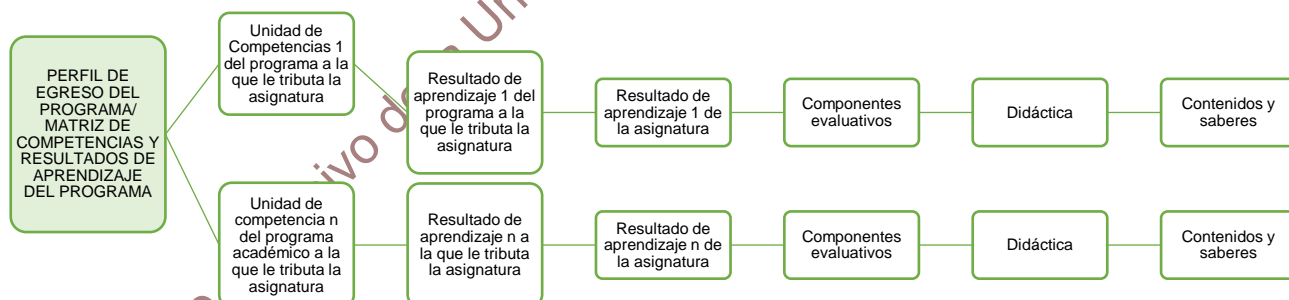 PERFIL DE
EGRESO DEL
PROGRAMA/
MATRIZ DE
COMPETENCIAS Y
RESULTADOS DE
APRENDIZAJE
DEL PROGRAMA
Unidad de
Competencias 1
del programa a la
que le tributa la
asignatura
Resultado de
aprendizaje 1 del
programa a la
que le tributa la
asignatura
Resultado de
aprendizaje 1 de
la asignatura
Componentes
evaluativos
Didáctica
Contenidos y
saberes
Unidad de
competencia n
del programa
académico a la
que le tributa la
asignatura
Resultado de
aprendizaje n a
la que le tributa
la asignatura
Resultado de
aprendizaje n de
la asignatura
Componentes
evaluativos
Didáctica
Contenidos y
saberes